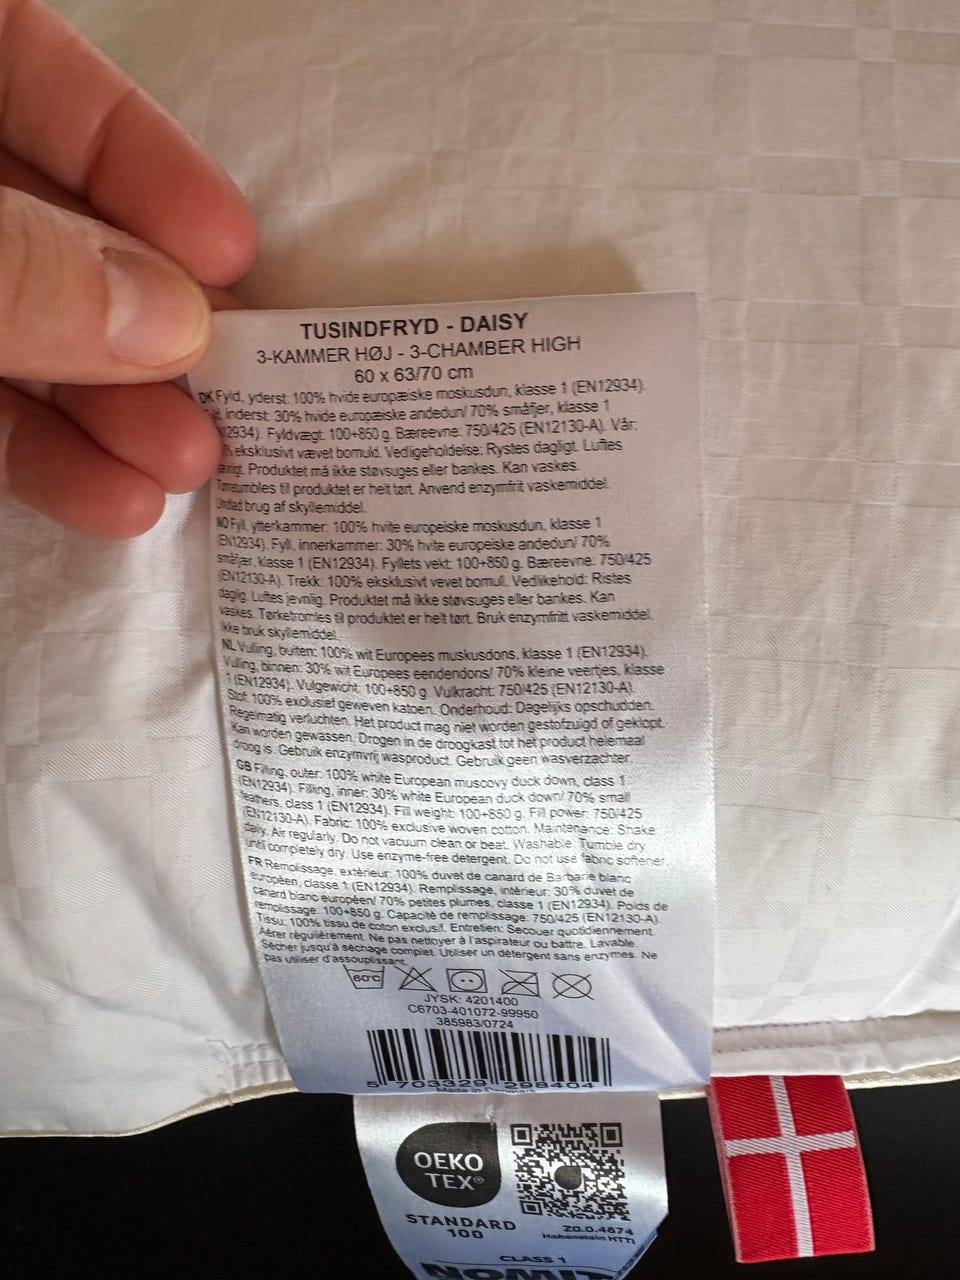 TUSINDFRYD - DAISY
3-KAMMER HØJ - 3-CHAMBER HIGH
60 x 63/70 cm
DK Fyld, yderst: 100% hvide europæiske moskusdun, klasse 1 (EN12934).
inderst: 30% hvide europæiske andedun/ 70% småfjer, klasse 1
Fyldvægt: 100+850 g. Bæreevne: 750/425 (EN12130-A). Vår:
eksklusivt vævet bomuld. Vedligeholdelse: Rystes dagligt. Luftes
Produktet må ikke støvsuges eller bankes. Kan vaskes.
Tørretumbles til produktet er helt tørt. Anvend enzymfrit vaskemiddel.
Undad brug af skyllemiddel.
NO Fyll, ytterkammer: 100% hvite europeiske moskusdun, klasse 1
(EN12934). Fyll, innerkammer: 30% hvite europeiske andedun/ 70%
småfjær, klasse 1 (EN12934). Fyllets vekt: 100+850 g. Bæreevne: 750/425
(EN12130-A). Trekk: 100% eksklusivt vevet bomull. Vedlikehold: Ristes
daglig. Luftes jevnlig. Produktet må ikke støvsuges eller bankes. Kan
vaskes. Tørketromles til produktet er helt tørt. Bruk enzymfritt vaskemiddel.
Ikke bruk skyllemiddel.
NL Vulling, buiten: 100% wit Europees muskusdons, klasse 1 (EN12934).
Vulling, binnen: 30% wit Europees eendendons/ 70% kleine veertjes, klasse
1 (EN12934). Vulgewicht: 100+850 g. Vulkracht: 750/425 (EN12130-A).
Stof: 100% exclusief geweven katoen. Onderhoud: Dagelijks opschudden.
Regelmatig verluchten. Het product mag niet worden gestofzuigd of geklopt.
Kan worden gewassen. Drogen in de droogkast tot het product helemaal
droog is. Gebruik enzymvrij wasproduct. Gebruik geen wasverzachter.
GB Filling, outer: 100% white European muscovy duck down, class 1
(EN12934). Filling, inner: 30% white European duck down/ 70% small
feathers, class 1 (EN12934). Fill weight: 100+850 g. Fill power: 750/425
(EN12130-A). Fabric: 100% exclusive woven cotton. Maintenance: Shake
daily. Air regularly. Do not vacuum clean or beat. Washable. Tumble dry
until completely dry. Use enzyme-free detergent. Do not use fabric softener.
FR Remplissage, extérieur: 100% duvet de canard de Barbarie blanc
européen, classe 1 (EN12934). Remplissage, intérieur: 30% duvet de
canard blanc européen/ 70% petites plumes, classe 1 (EN12934). Poids de
remplissage: 100+850 g. Capacité de remplissage: 750/425 (EN12130-A).
Tissu: 100% tissu de coton exclusif. Entretien: Secouer quotidiennement.
Aérer régulièrement. Ne pas nettoyer à l'aspirateur ou battre. Lavable.
Sécher jusqu'à séchage complet. Utiliser un détergent sans enzymes. Ne
pas utiliser d'assouplissant.
60°C
JYSK: 4201400
C6703-401072-99950
385983/0724
5 703329 298404
Made in Denmark
OEKO
TEX®
STANDARD
100
20.0.4674
Hohenstein HTTI
CLASS 1